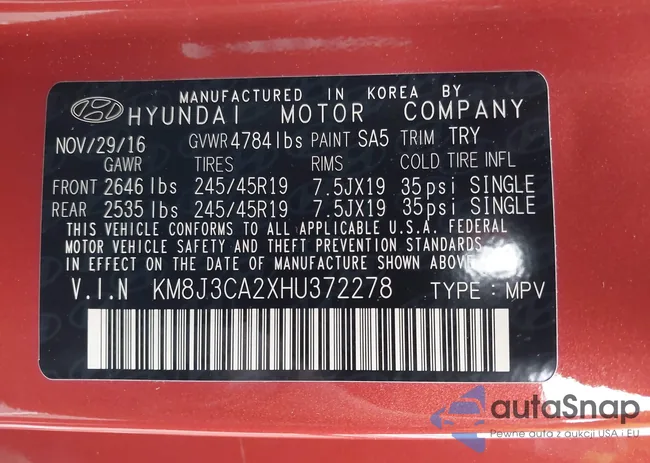 MANUFACTURED IN KOREA BY
HYUNDAI MOTOR COMPANY
NOV/29/16 GVWR 4784 lbs PAINT SA5 TRIM TRY
GAWR TIRES RIMS COLD TIRE INFL
FRONT 2646 lbs 245/45R19 7.5JX19 35psi SINGLE
REAR 2535 lbs 245/45R19 7.5JX19 35psi SINGLE
THIS VEHICLE CONFORMS TO ALL APPLICABLE U.S.A. FEDERAL
MOTOR VEHICLE SAFETY AND THEFT PREVENTION STANDARDS
IN EFFECT ON THE DATE OF MANUFACTURE SHOWN ABOVE.
V.I.N KM8J3CA2XHU372278 TYPE : MPV
autaSnap
Pewne auta z aukcji USA i EU